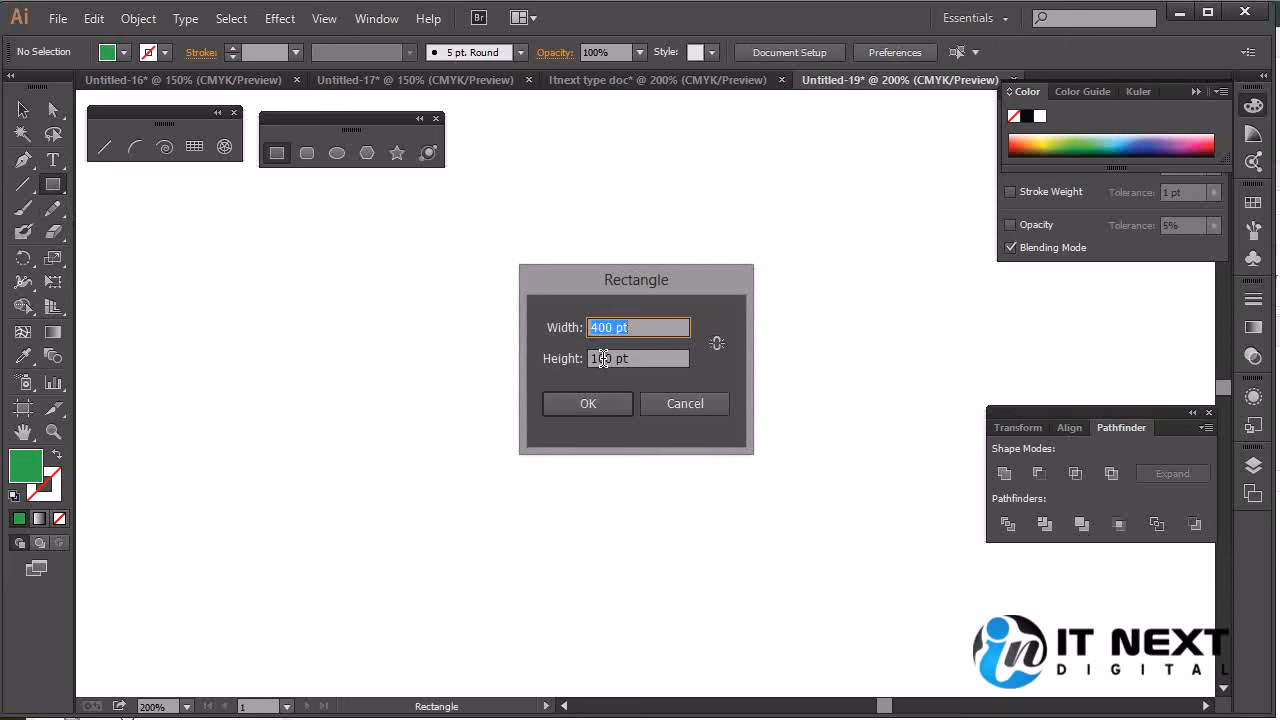 Ai File Edit Object Type Select Effect View Window Help Br Essentials
No Selection Stroke: 5 pt. Round Opacity: 100% Style: Document Setup Preferences
Untitled-16* @ 150% (CMYK/Preview) Untitled-17* @ 150% (CMYK/Preview) Itnext type doc* @ 200% (CMYK/Preview) Untitled-19* @ 200% (CMYK/Preview)
Color Color Guide Kuler
Stroke Weight Tolerance: 1 pt
Opacity Tolerance: 5%
Blending Mode
Rectangle
Width: 400 pt
Height: pt
OK Cancel
Transform Align Pathfinder
Shape Modes:
Expand
Pathfinders:
in IT NEXT
DIGITAL
200% 1 Rectangle